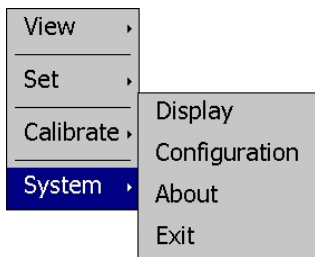 View
Set
Calibrate
System
Display
Configuration
About
Exit